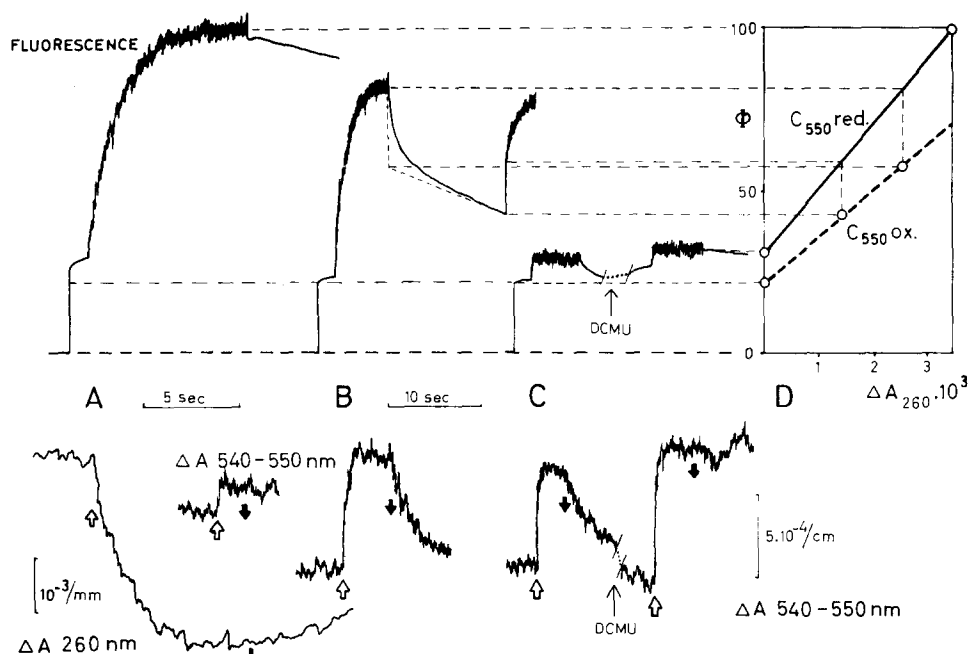 FLUORESCENCE
100
Φ
C550 red.
50
C550 ox.
DCMU
0
1 2 3
A 5 sec B 10 sec C D
ΔA260.10³
ΔA 540-550 nm
10⁻³/mm
5.10⁻⁴/cm
DCMU
ΔA 540-550 nm
ΔA 260 nm